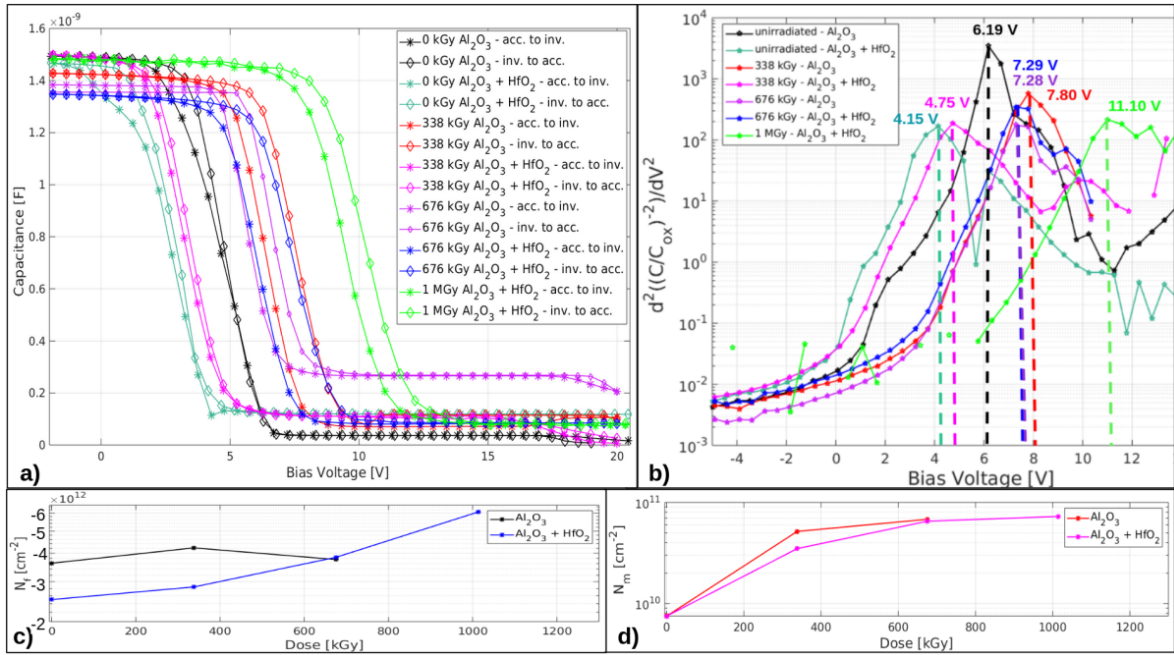 ×10⁻⁹
1.6
1.4
1.2
1
0.8
0.6
0.4
0.2
0
0
5
10
15
20
Capacitance [F]
Bias Voltage [V]
0 kGy Al₂O₃ - acc. to inv.
0 kGy Al₂O₃ - inv. to acc.
0 kGy Al₂O₃ + HfO₂ - acc. to inv.
0 kGy Al₂O₃ + HfO₂ - inv. to acc.
338 kGy Al₂O₃ - acc. to inv.
338 kGy Al₂O₃ - inv. to acc.
338 kGy Al₂O₃ + HfO₂ - acc. to inv.
338 kGy Al₂O₃ + HfO₂ - inv. to acc.
676 kGy Al₂O₃ - acc. to inv.
676 kGy Al₂O₃ - inv. to acc.
676 kGy Al₂O₃ + HfO₂ - acc. to inv.
676 kGy Al₂O₃ + HfO₂ - inv. to acc.
1 MGy Al₂O₃ + HfO₂ - acc. to inv.
1 MGy Al₂O₃ + HfO₂ - inv. to acc.
a)
10⁴
10³
10²
10¹
10⁰
10⁻¹
10⁻²
10⁻³
-4
-2
0
2
4
6
8
10
12
d²((C/Cₒₓ)⁻²)/dV²
Bias Voltage [V]
unirradiated - Al₂O₃
unirradiated - Al₂O₃ + HfO₂
338 kGy - Al₂O₃
338 kGy - Al₂O₃ + HfO₂
676 kGy - Al₂O₃
676 kGy - Al₂O₃ + HfO₂
1 MGy - Al₂O₃ + HfO₂
6.19 V
7.29 V
7.28 V
4.75 V
7.80 V
11.10 V
4.15 V
b)
×10¹²
-6
-5
-4
-3
-2
0
200
400
600
800
1000
1200
N_f [cm⁻²]
Dose [kGy]
Al₂O₃
Al₂O₃ + HfO₂
c)
10¹¹
10¹⁰
0
200
400
600
800
1000
1200
N_m [cm⁻²]
Dose [kGy]
Al₂O₃
Al₂O₃ + HfO₂
d)